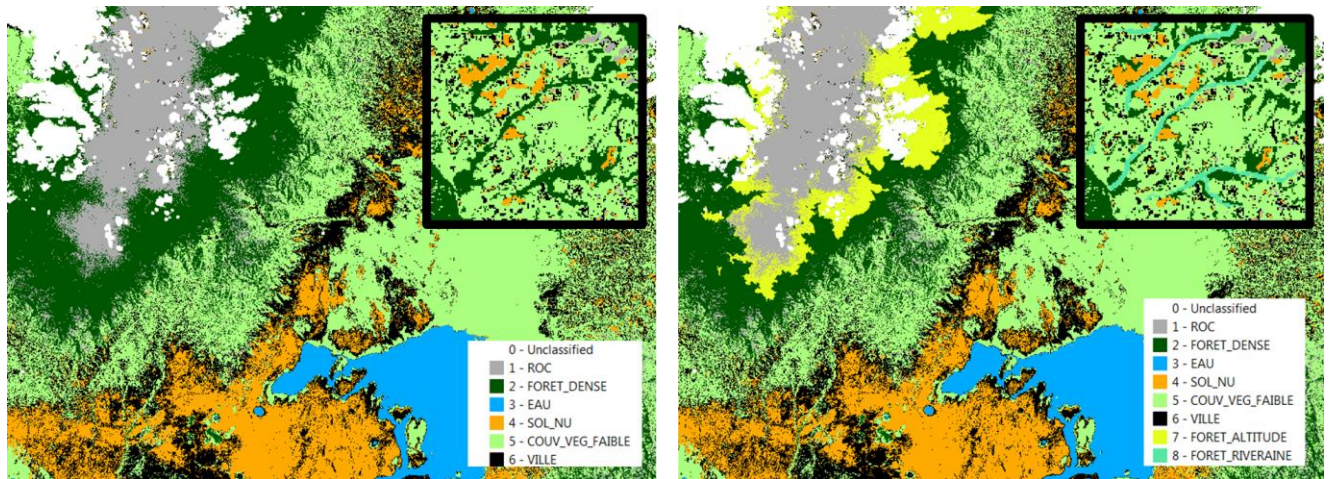 0 - Unclassified
1 - ROC
2 - FORET_DENSE
3 - EAU
4 - SOL_NU
5 - COUV_VEG_FAIBLE
6 - VILLE
0 - Unclassified
1 - ROC
2 - FORET_DENSE
3 - EAU
4 - SOL_NU
5 - COUV_VEG_FAIBLE
6 - VILLE
7 - FORET_ALTITUDE
8 - FORET_RIVERAINE